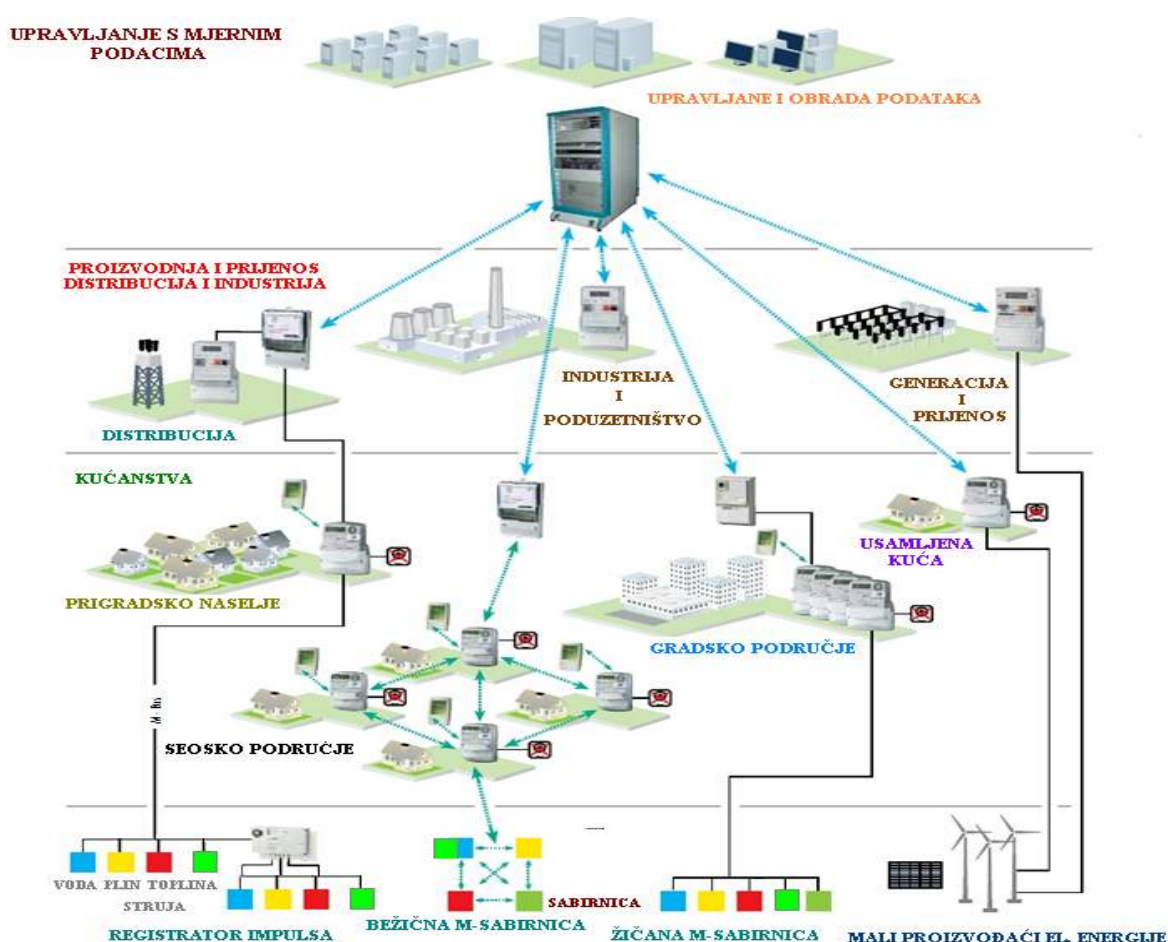 UPRAVLJANJE S MJERNIM
PODACIMA
UPRAVLJANE I OBRADA PODATAKA
PROIZVODNJA I PRIJENOS
DISTRIBUCIJA I INDUSTRIJA
INDUSTRIJA
I
PODUZETNIŠTVO
GENERACIJA
I
PRIJENOS
DISTRIBUCIJA
KUĆANSTVA
USAMLJENA
KUĆA
PRIGRADSKO NASELJE
GRADSKO PODRUČJE
SEOSKO PODRUČJE
M - Bus
VODA PLIN TOPLINA
STRUJA
SABIRNICA
REGISTRATOR IMPULSA
BEŽIČNA M-SABIRNICA
ŽIČANA M-SABIRNICA
MALI PROIZVOĐAČI EL. ENERGIJE